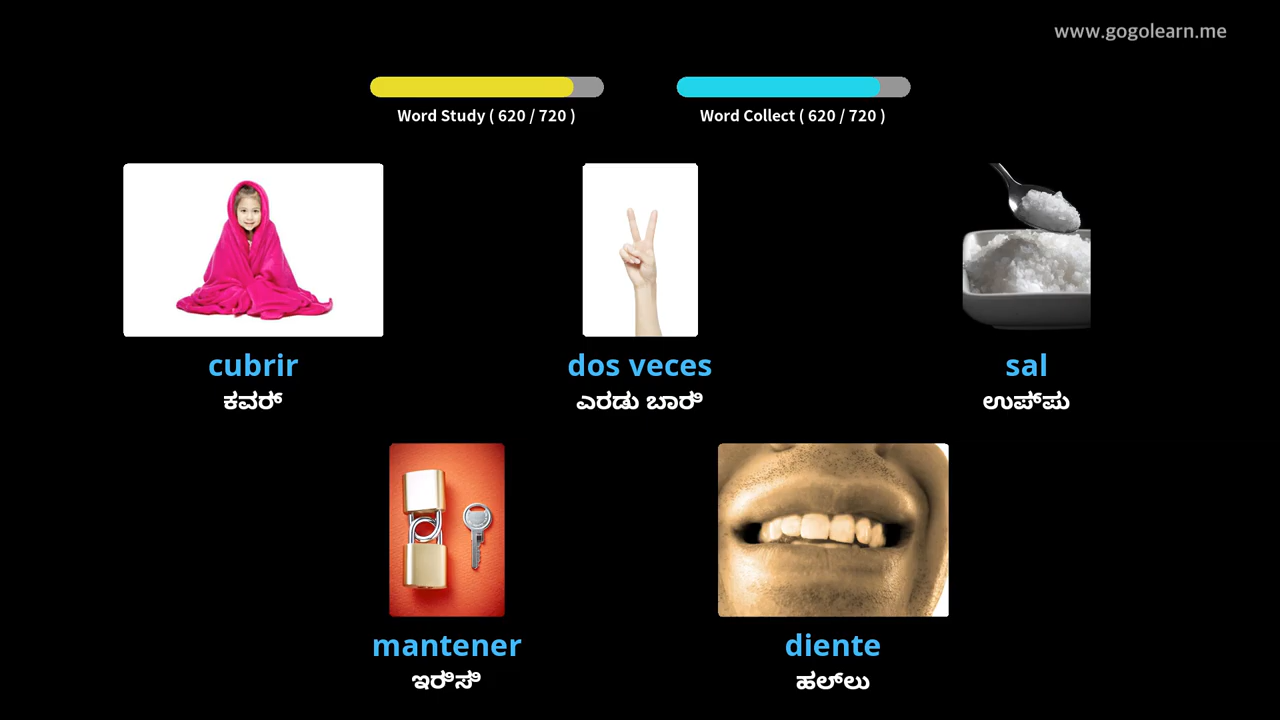 www.gogolearn.me
Word Study ( 620 / 720 )
Word Collect ( 620 / 720 )
cubrir
ಕವರ್
dos veces
ಎರಡು ಬಾರಿ
sal
ಉಪ್ಪು
mantener
ಇರಿಸಿ
diente
ಹಲ್ಲು